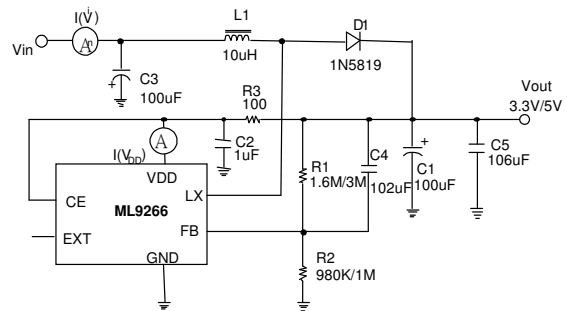 I(Vi)
L1
D1
Vin
A
10uH
1N5819
C3
100uF
Vout
3.3V/5V
R3
100
A
C2
1uF
C4
C5
106uF
I(VDD)
VDD
R1
1.6M/3M
102uF
C1
100uF
CE
LX
ML9266
EXT
FB
GND
R2
980K/1M